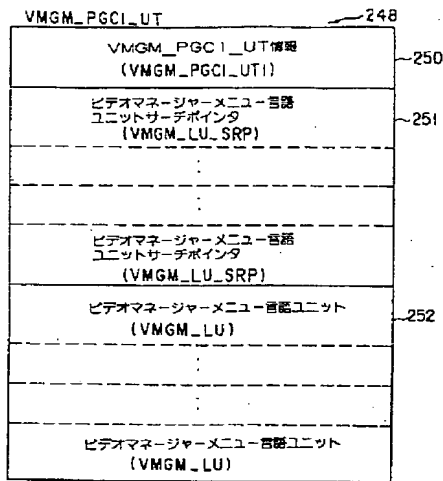 VMGM_PGCI_UT
248
VMGM_PGC1_UT情報
(VMGM_PGCI_UTI)
250
ビデオマネージャーメニュー言語
ユニットサーチポインタ
(VMGM_LU_SRP)
251
ビデオマネージャーメニュー言語
ユニットサーチポインタ
(VMGM_LU_SRP)
ビデオマネージャーメニュー言語ユニット
(VMGM_LU)
252
ビデオマネージャーメニュー言語ユニット
(VMGM_LU)